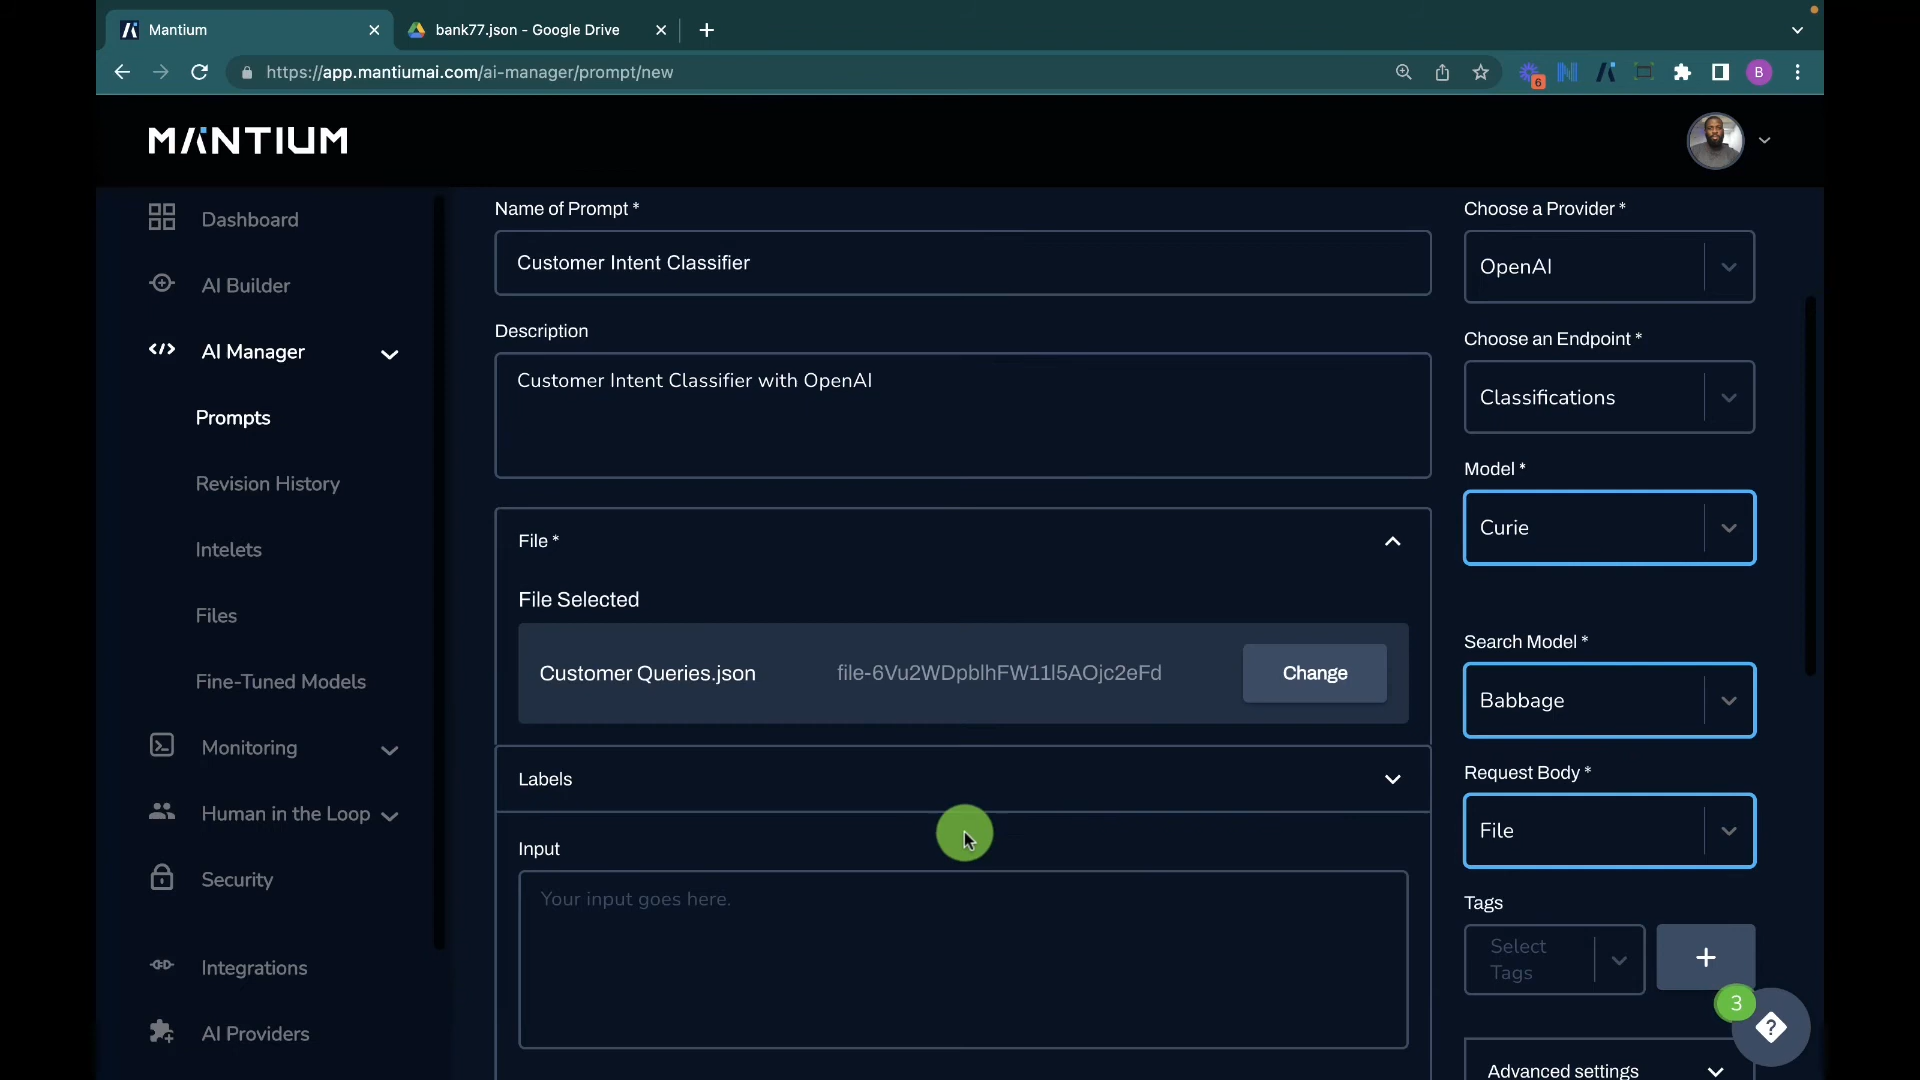 Mantium
bank77.json - Google Drive
https://app.mantiumai.com/ai-manager/prompt/new
6
B
MANTIUM
Dashboard
AI Builder
AI Manager
Prompts
Revision History
Intelets
Files
Fine-Tuned Models
Monitoring
Human in the Loop
Security
Integrations
AI Providers
Name of Prompt *
Customer Intent Classifier
Description
Customer Intent Classifier with OpenAI
File *
File Selected
Customer Queries.json
file-6Vu2WDpblhFW11l5AOjc2eFd
Change
Labels
Input
Your input goes here.
Choose a Provider *
OpenAI
Choose an Endpoint *
Classifications
Model *
Curie
Search Model *
Babbage
Request Body *
File
Tags
Select
Tags
+
3
?
Advanced settings